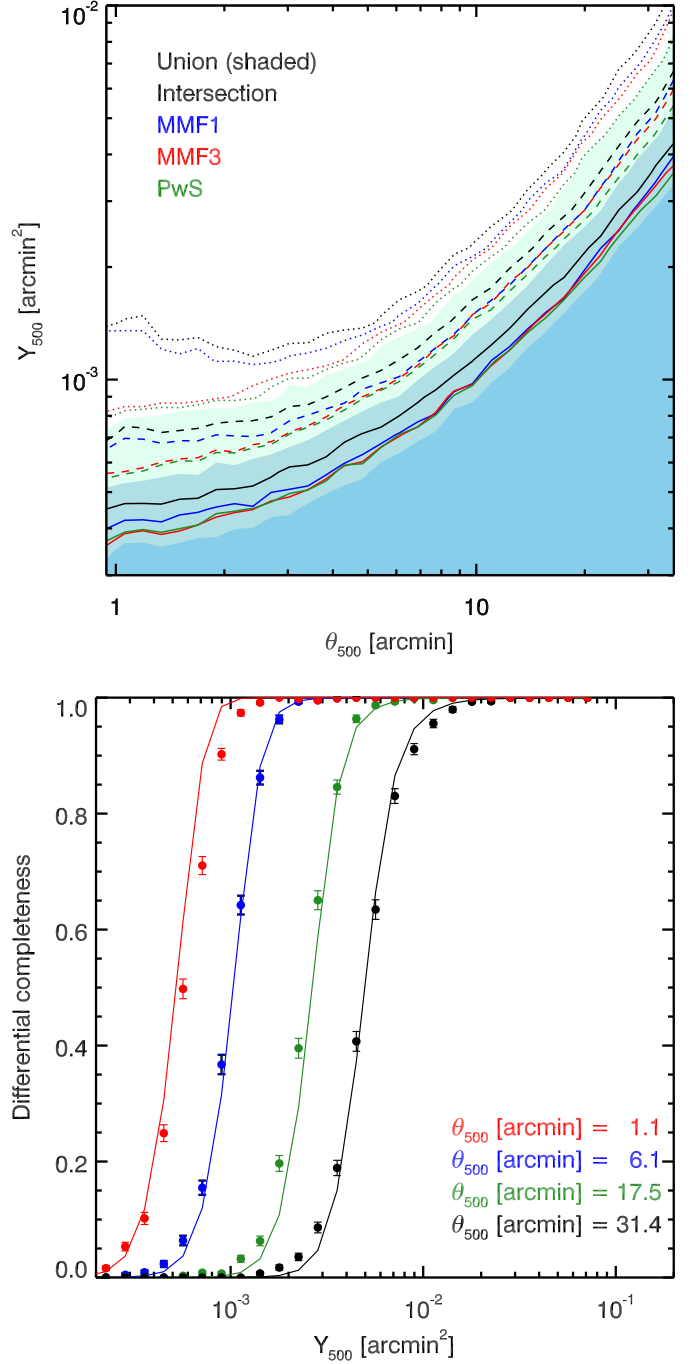 10⁻²
Union (shaded)
Intersection
MMF1
MMF3
PwS
Y₅₀₀ [arcmin²]
10⁻³
1
10
θ₅₀₀ [arcmin]
1.0
0.8
0.6
0.4
0.2
0.0
Differential completeness
θ₅₀₀ [arcmin] = 1.1
θ₅₀₀ [arcmin] = 6.1
θ₅₀₀ [arcmin] = 17.5
θ₅₀₀ [arcmin] = 31.4
10⁻³
10⁻²
10⁻¹
Y₅₀₀ [arcmin²]